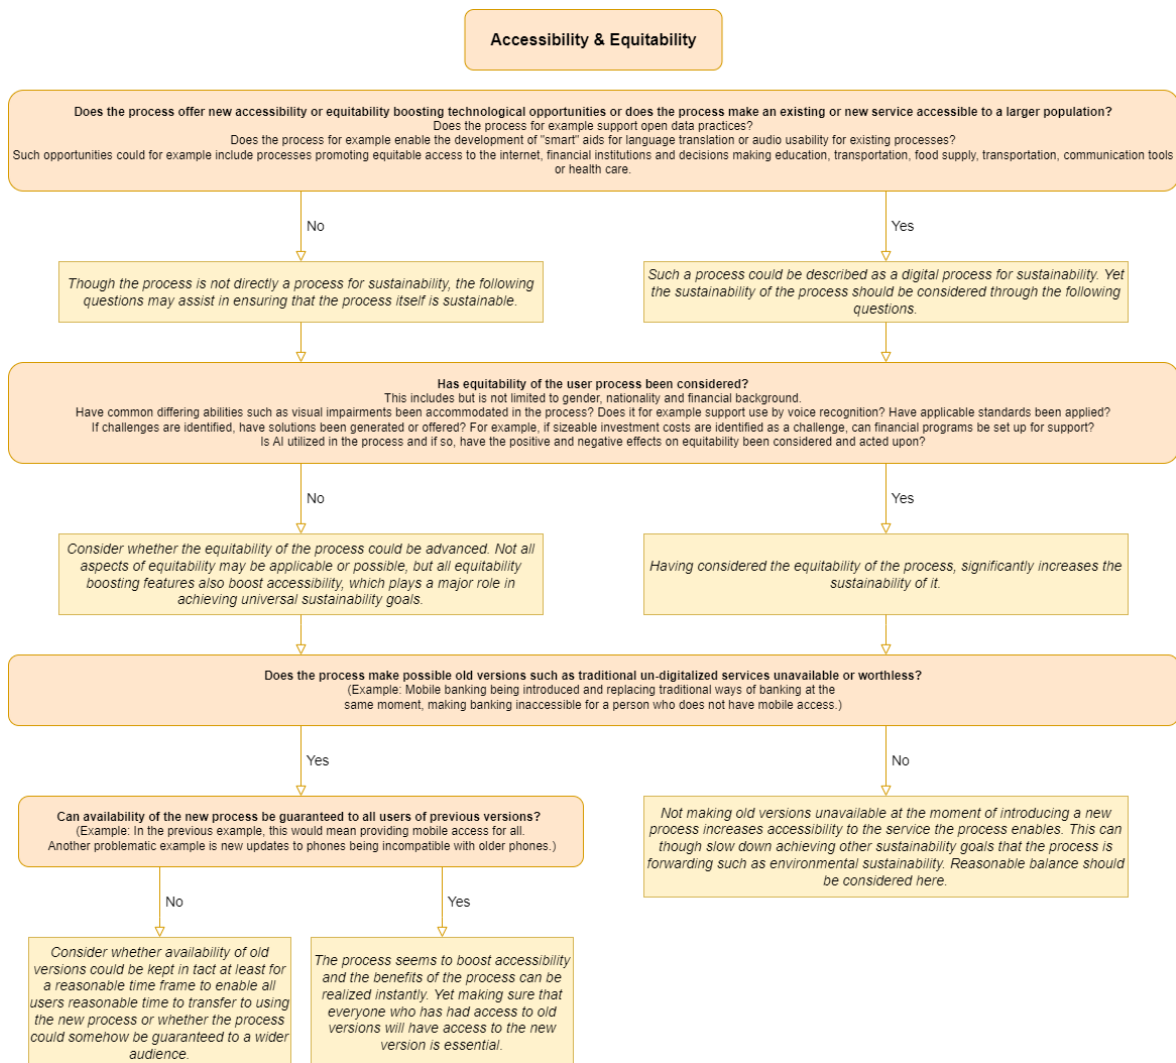 Accessibility & Equitability
Does the process offer new accessibility or equitability boosting technological opportunities or does the process make an existing or new service accessible to a larger population?
Does the process for example support open data practices?
Does the process for example enable the development of "smart" aids for language translation or audio usability for existing processes?
Such opportunities could for example include processes promoting equitable access to the internet, financial institutions and decisions making education, transportation, food supply, transportation, communication tools
or health care.
No
Yes
Though the process is not directly a process for sustainability, the following
questions may assist in ensuring that the process itself is sustainable.
Such a process could be described as a digital process for sustainability. Yet
the sustainability of the process should be considered through the following
questions.
Has equitability of the user process been considered?
This includes but is not limited to gender, nationality and financial background.
Have common differing abilities such as visual impairments been accommodated in the process? Does it for example support use by voice recognition? Have applicable standards been applied?
If challenges are identified, have solutions been generated or offered? For example, if sizeable investment costs are identified as a challenge, can financial programs be set up for support?
Is AI utilized in the process and if so, have the positive and negative effects on equitability been considered and acted upon?
No
Yes
Consider whether the equitability of the process could be advanced. Not all
aspects of equitability may be applicable or possible, but all equitability
boosting features also boost accessibility, which plays a major role in
achieving universal sustainability goals.
Having considered the equitability of the process, significantly increases the
sustainability of it.
Does the process make possible old versions such as traditional un-digitalized services unavailable or worthless?
(Example: Mobile banking being introduced and replacing traditional ways of banking at the
same moment, making banking inaccessible for a person who does not have mobile access.)
Yes
No
Can availability of the new process be guaranteed to all users of previous versions?
(Example: In the previous example, this would mean providing mobile access for all.
Another problematic example is new updates to phones being incompatible with older phones.)
Not making old versions unavailable at the moment of introducing a new
process increases accessibility to the service the process enables. This can
though slow down achieving other sustainability goals that the process is
forwarding such as environmental sustainability. Reasonable balance should
be considered here.
No
Yes
Consider whether availability of old
versions could be kept in tact at least for
a reasonable time frame to enable all
users reasonable time to transfer to using
the new process or whether the process
could somehow be guaranteed to a wider
audience.
The process seems to boost accessibility
and the benefits of the process can be
realized instantly. Yet making sure that
everyone who has had access to old
versions will have access to the new
version is essential.